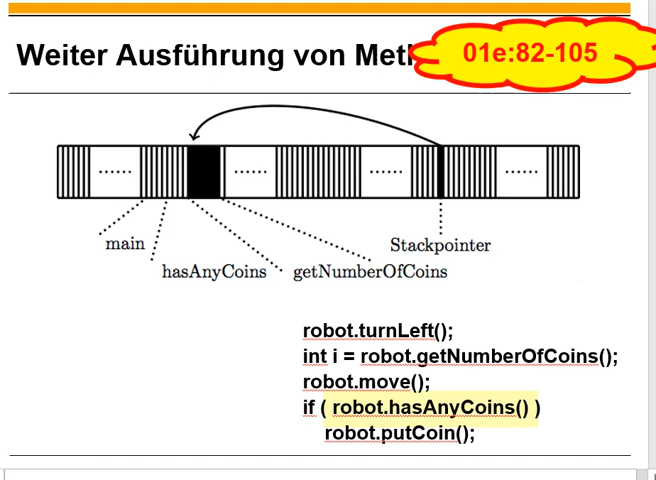 Weiter Ausführung von Met
01e:82-105
......
......
......
......
main
Stackpointer
hasAnyCoins
getNumberOfCoins
robot.turnLeft();
int i = robot.getNumberOfCoins();
robot.move();
if ( robot.hasAnyCoins() )
robot.putCoin();